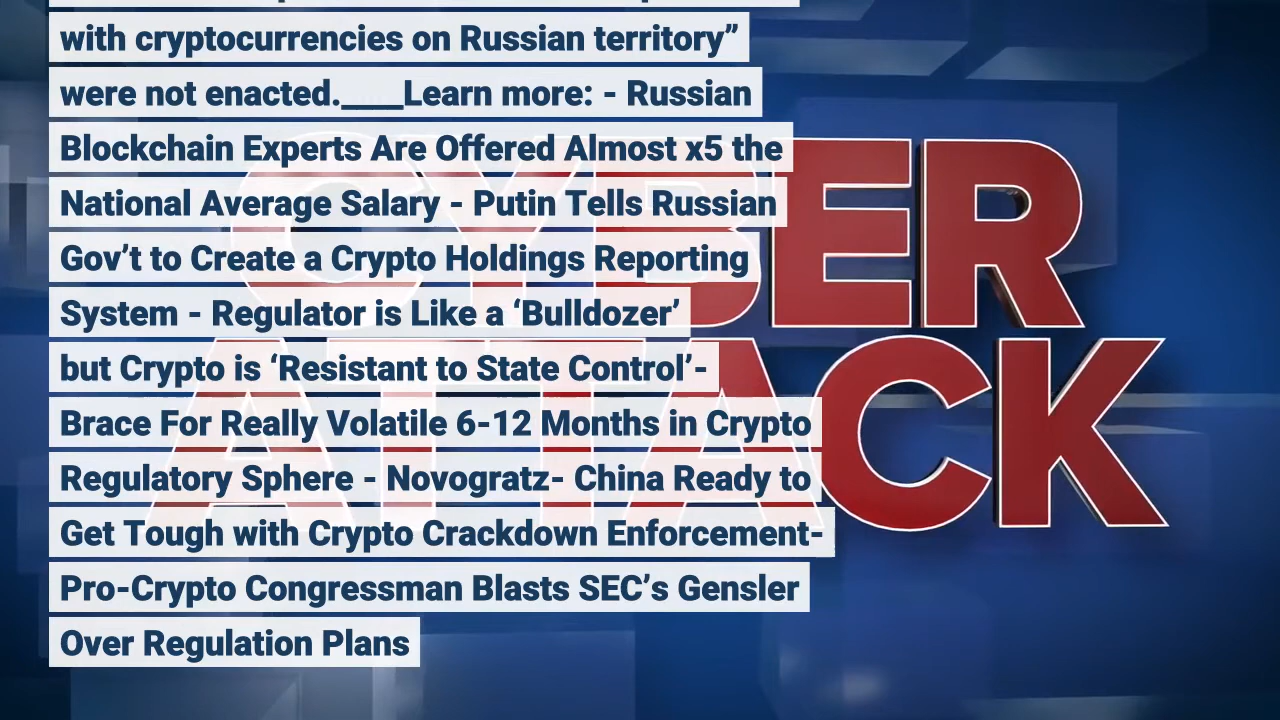 with cryptocurrencies on Russian territory”
were not enacted.____Learn more: - Russian
Blockchain Experts Are Offered Almost x5 the
National Average Salary - Putin Tells Russian
Gov’t to Create a Crypto Holdings Reporting
System - Regulator is Like a ‘Bulldozer’
but Crypto is ‘Resistant to State Control’-
Brace For Really Volatile 6-12 Months in Crypto
Regulatory Sphere - Novogratz- China Ready to
Get Tough with Crypto Crackdown Enforcement-
Pro-Crypto Congressman Blasts SEC’s Gensler
Over Regulation Plans
CYBER
ATTACK